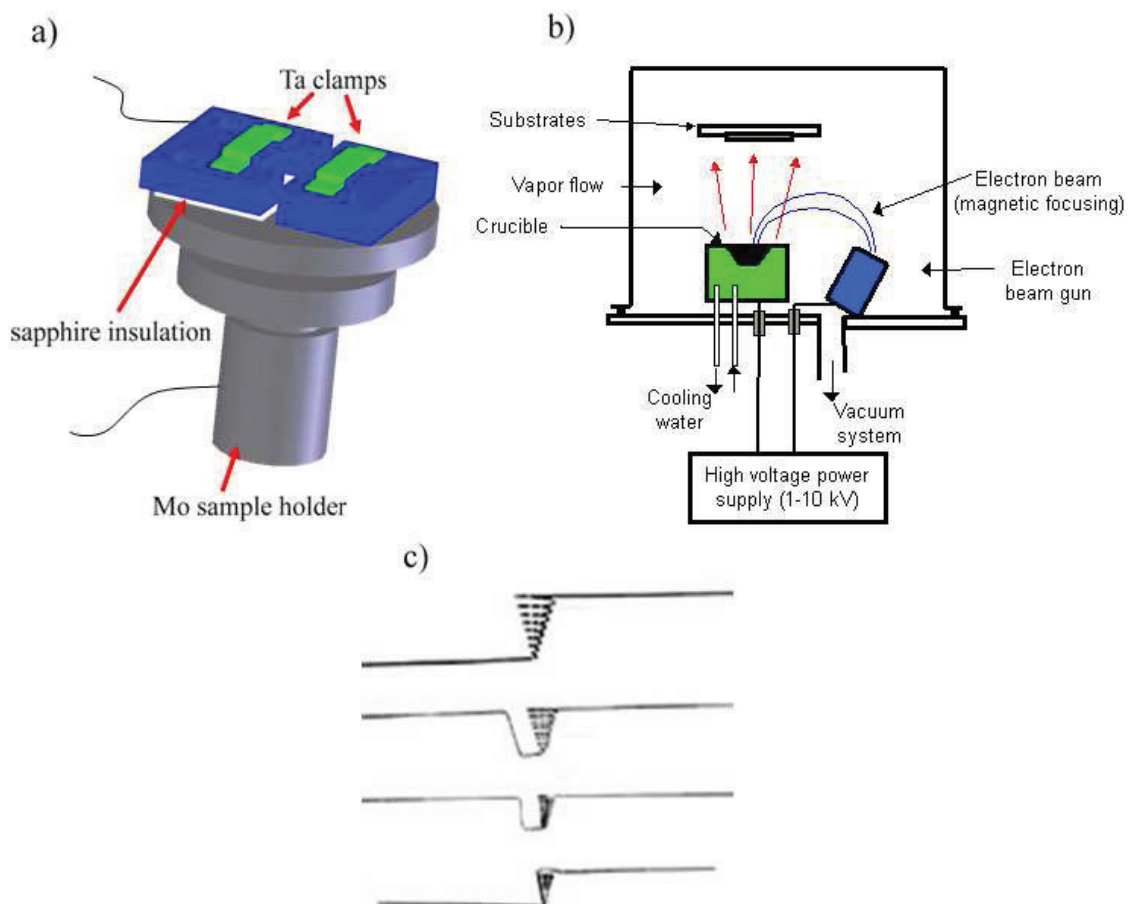 a)
Ta clamps
sapphire insulation
Mo sample holder
b)
Substrates
Vapor flow
Crucible
Electron beam
(magnetic focusing)
Electron
beam gun
Cooling
water
Vacuum
system
High voltage power
supply (1-10 kV)
c)